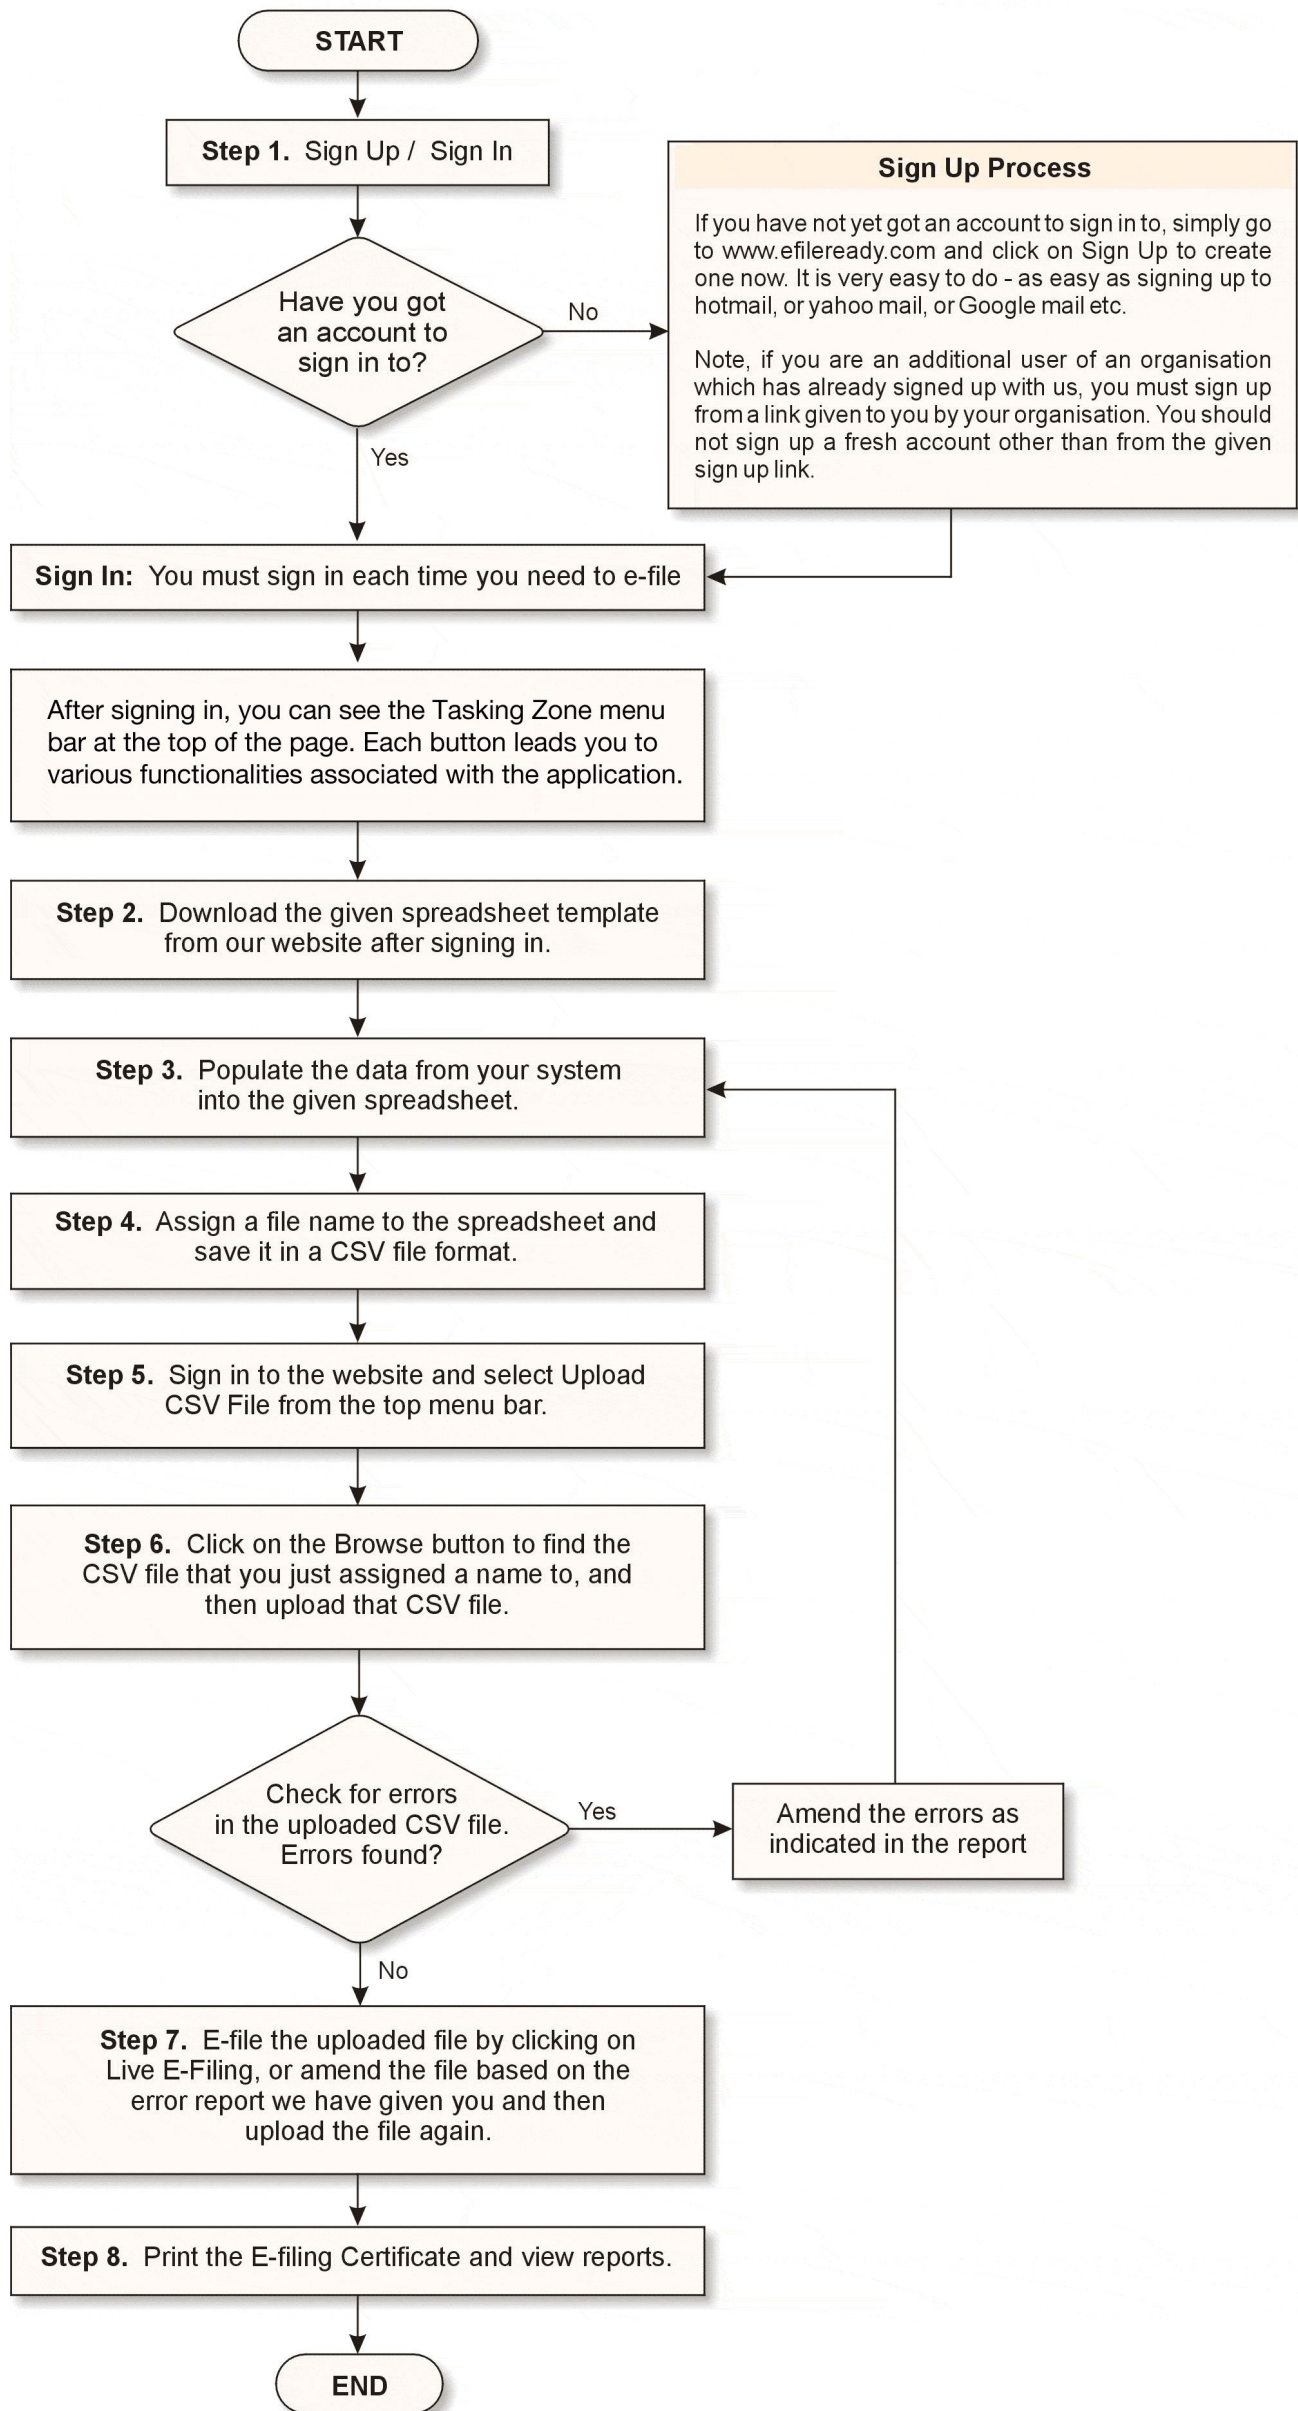 START
Step 1. Sign Up / Sign In
Sign Up Process
If you have not yet got an account to sign in to, simply go
to www.efileready.com and click on Sign Up to create
one now. It is very easy to do - as easy as signing up to
hotmail, or yahoo mail, or Google mail etc.
Note, if you are an additional user of an organisation
which has already signed up with us, you must sign up
from a link given to you by your organisation. You should
not sign up a fresh account other than from the given
sign up link.
Have you got
an account to
sign in to?
No
Yes
Sign In: You must sign in each time you need to e-file
After signing in, you can see the Tasking Zone menu
bar at the top of the page. Each button leads you to
various functionalities associated with the application.
Step 2. Download the given spreadsheet template
from our website after signing in.
Step 3. Populate the data from your system
into the given spreadsheet.
Step 4. Assign a file name to the spreadsheet and
save it in a CSV file format.
Step 5. Sign in to the website and select Upload
CSV File from the top menu bar.
Step 6. Click on the Browse button to find the
CSV file that you just assigned a name to, and
then upload that CSV file.
Check for errors
in the uploaded CSV file.
Errors found?
Yes
Amend the errors as
indicated in the report
No
Step 7. E-file the uploaded file by clicking on
Live E-Filing, or amend the file based on the
error report we have given you and then
upload the file again.
Step 8. Print the E-filing Certificate and view reports.
END